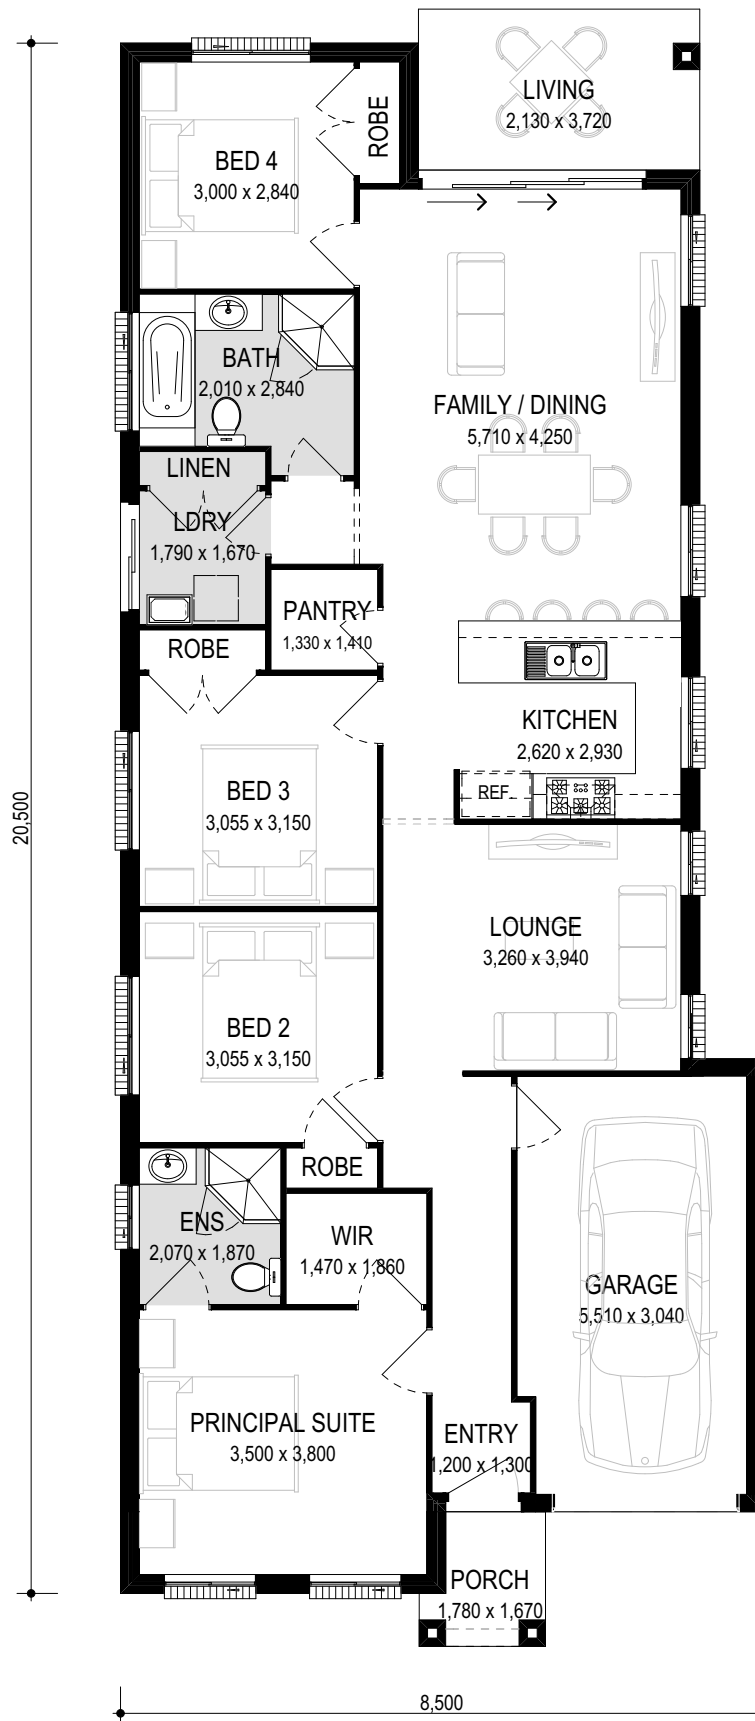 LIVING
2,130 x 3,720
ROBE
BED 4
3,000 x 2,840
BATH
2,010 x 2,840
FAMILY / DINING
5,710 x 4,250
LINEN
LDRY
1,790 x 1,670
PANTRY
1,330 x 1,410
ROBE
KITCHEN
2,620 x 2,930
BED 3
3,055 x 3,150
REF.
20,500
LOUNGE
3,260 x 3,940
BED 2
3,055 x 3,150
ROBE
ENS
2,070 x 1,870
WIR
1,470 x 1,860
GARAGE
5,510 x 3,040
PRINCIPAL SUITE
3,500 x 3,800
ENTRY
1,200 x 1,300
PORCH
1,780 x 1,670
8,500